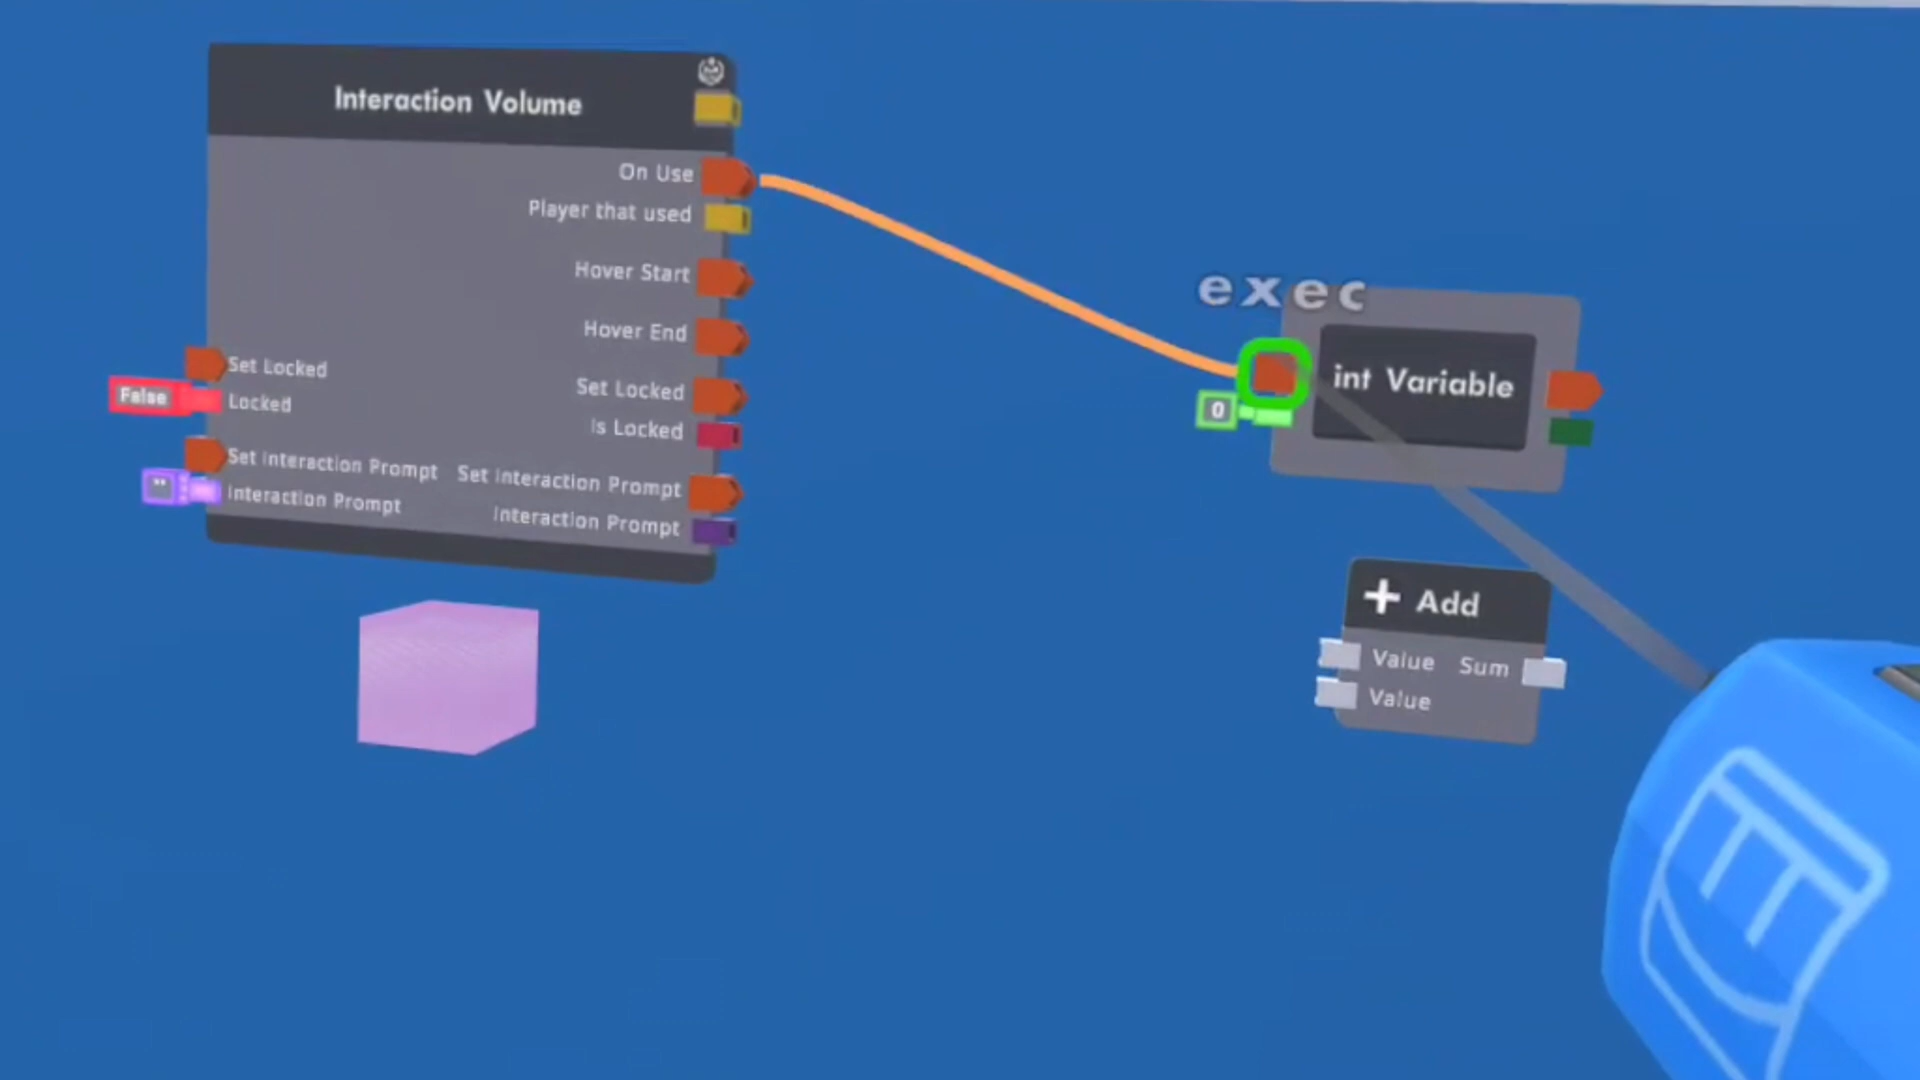 Interaction Volume
On Use
Player that used
Hover Start
Hover End
Set Locked
Set Locked
False
Locked
Is Locked
Set Interaction Prompt
Set Interaction Prompt
"
Interaction Prompt
Interaction Prompt
exec
int Variable
0
+ Add
Value Sum
Value